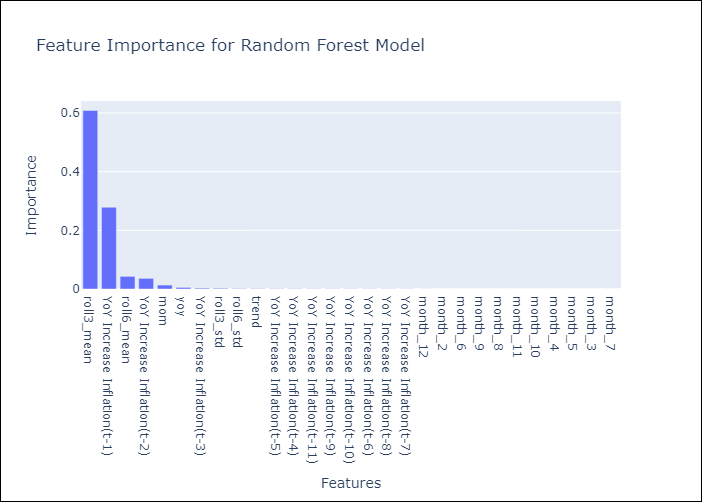 Feature Importance for Random Forest Model
Importance
0.6
0.4
0.2
0
roll3_mean
YoY Increase Inflation(t-1)
roll6_mean
YoY Increase Inflation(t-2)
mom
yoy
YoY Increase Inflation(t-3)
roll3_std
roll6_std
trend
YoY Increase Inflation(t-5)
YoY Increase Inflation(t-4)
YoY Increase Inflation(t-11)
YoY Increase Inflation(t-9)
YoY Increase Inflation(t-10)
YoY Increase Inflation(t-6)
YoY Increase Inflation(t-8)
YoY Increase Inflation(t-7)
month_12
month_2
month_6
month_9
month_8
month_11
month_10
month_4
month_5
month_3
month_7
Features